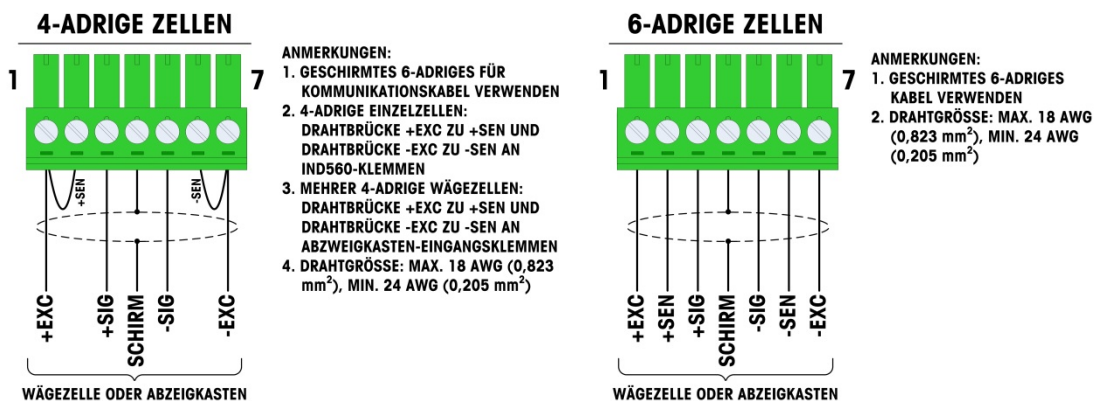 4-ADRIGE ZELLEN
1
7
+SEN
-SEN
+EXC
+SIG
SCHIRM
-SIG
-EXC
WÄGEZELLE ODER ABZEIGKASTEN
ANMERKUNGEN:
1. GESCHIRMTES 6-ADRIGES FÜR
KOMMUNIKATIONSKABEL VERWENDEN
2. 4-ADRIGE EINZELZELLEN:
DRAHTBRÜCKE +EXC ZU +SEN UND
DRAHTBRÜCKE -EXC ZU -SEN AN
IND560-KLEMMEN
3. MEHRER 4-ADRIGE WÄGEZELLEN:
DRAHTBRÜCKE +EXC ZU +SEN UND
DRAHTBRÜCKE -EXC ZU -SEN AN
ABZWEIGKASTEN-EINGANGSKLEMMEN
4. DRAHTGRÖSSE: MAX. 18 AWG (0,823
mm²), MIN. 24 AWG (0,205 mm²)
6-ADRIGE ZELLEN
1
7
+EXC
+SEN
+SIG
SCHIRM
-SIG
-SEN
-EXC
WÄGEZELLE ODER ABZEIGKASTEN
ANMERKUNGEN:
1. GESCHIRMTES 6-ADRIGES
KABEL VERWENDEN
2. DRAHTGRÖSSE: MAX. 18 AWG
(0,823 mm²), MIN. 24 AWG
(0,205 mm²)